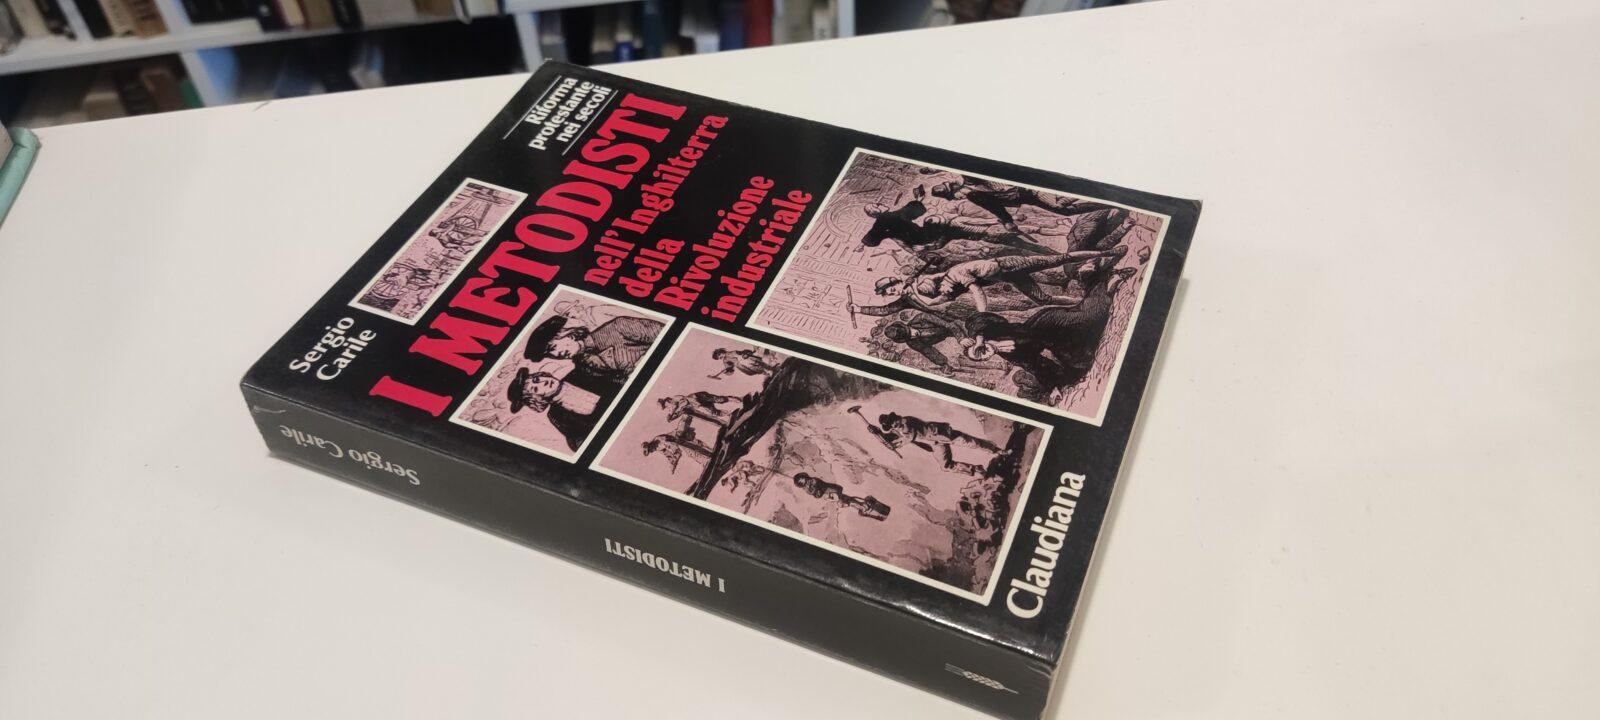 Sergio
Carile
Riforma
protestante
nei secoli
I METODISTI
nell'Inghilterra
della
Rivoluzione
industriale
Claudiana
Sergio Carile
I METODISTI